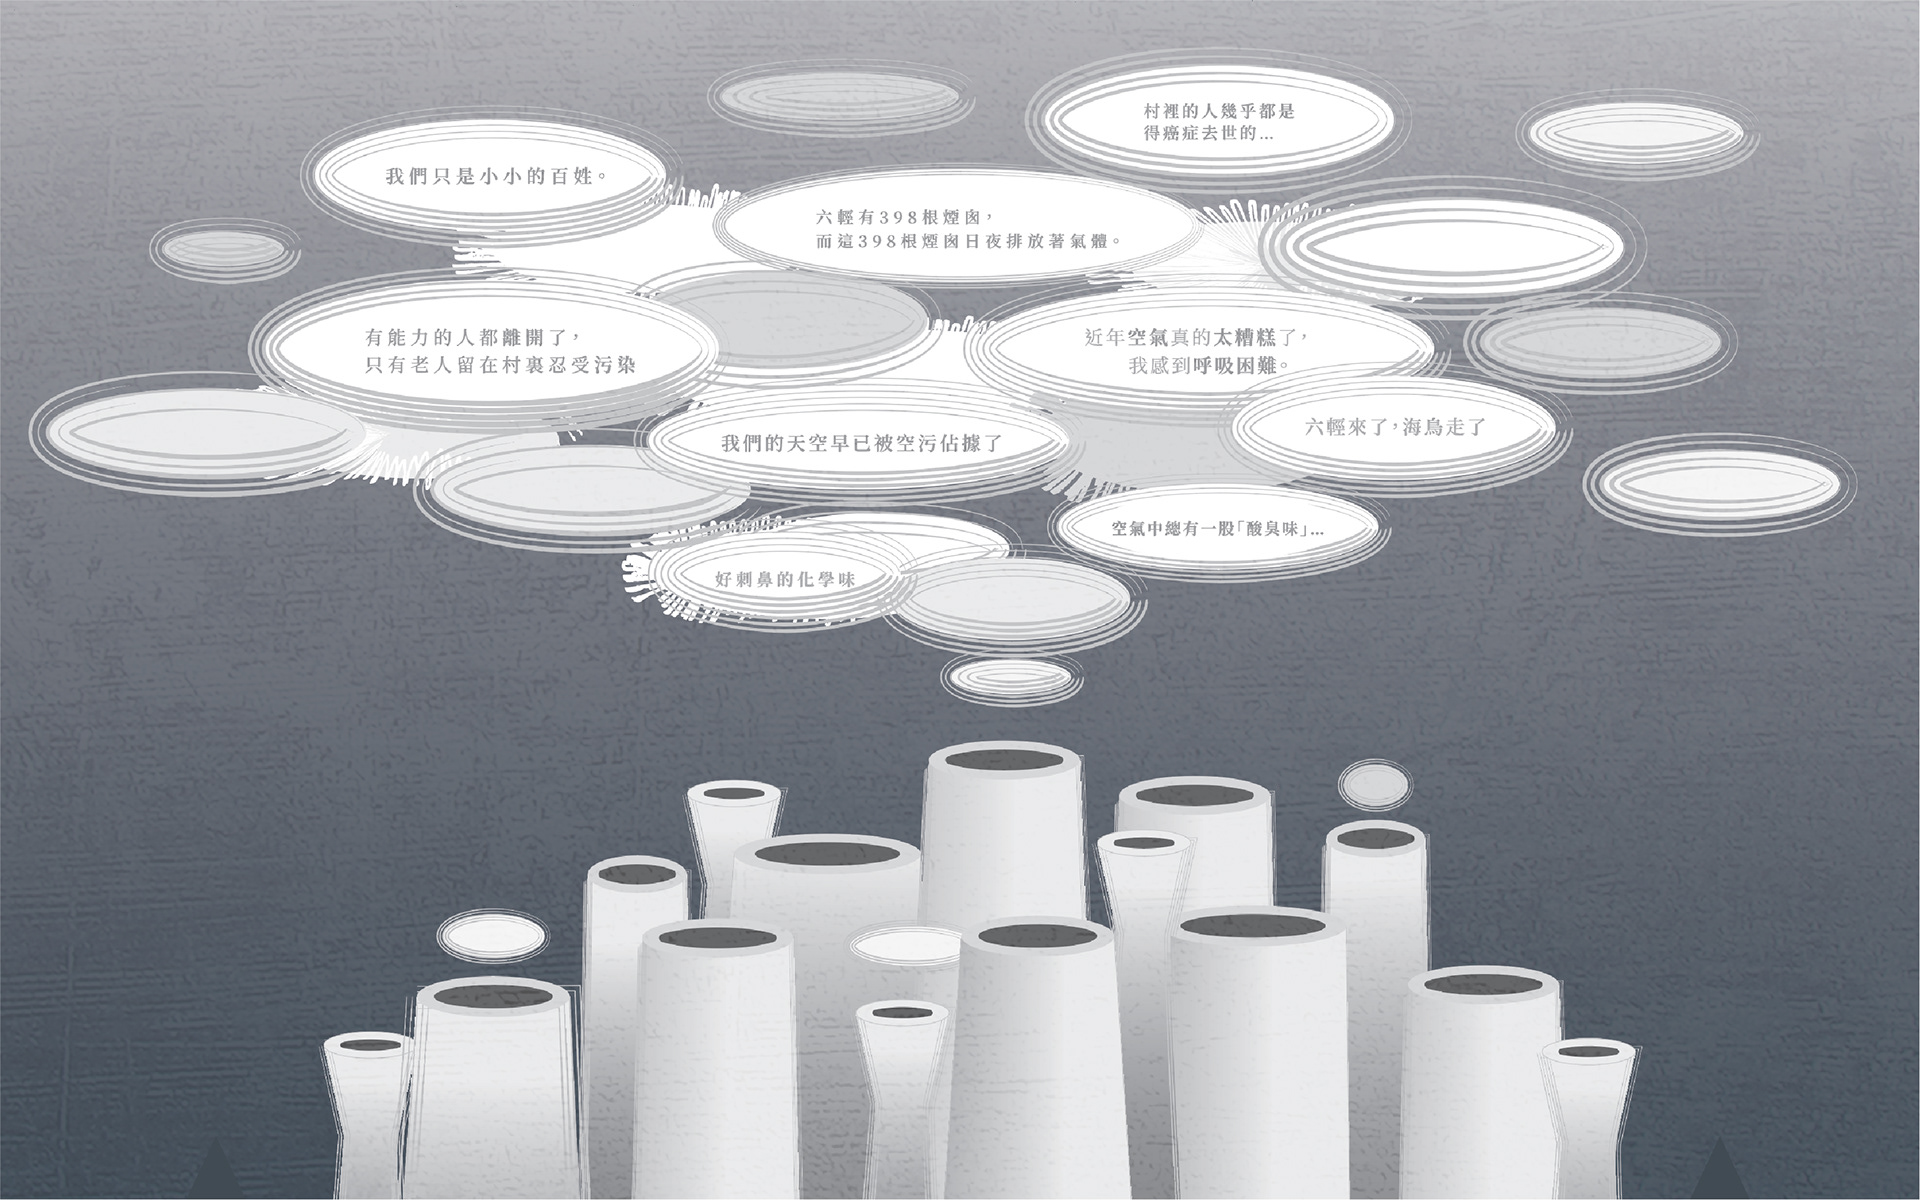 村裡的人幾乎都是
得癌症去世的...
我們只是小小的百姓。
六輕有398根煙囪，
而這398根煙囪日夜排放著氣體。
有能力的人都離開了，
只有老人留在村裏忍受污染
近年空氣真的太糟糕了，
我感到呼吸困難。
我們的天空早已被空污佔據了
六輕來了，海鳥走了
空氣中總有一股「酸臭味」...
好刺鼻的化學味